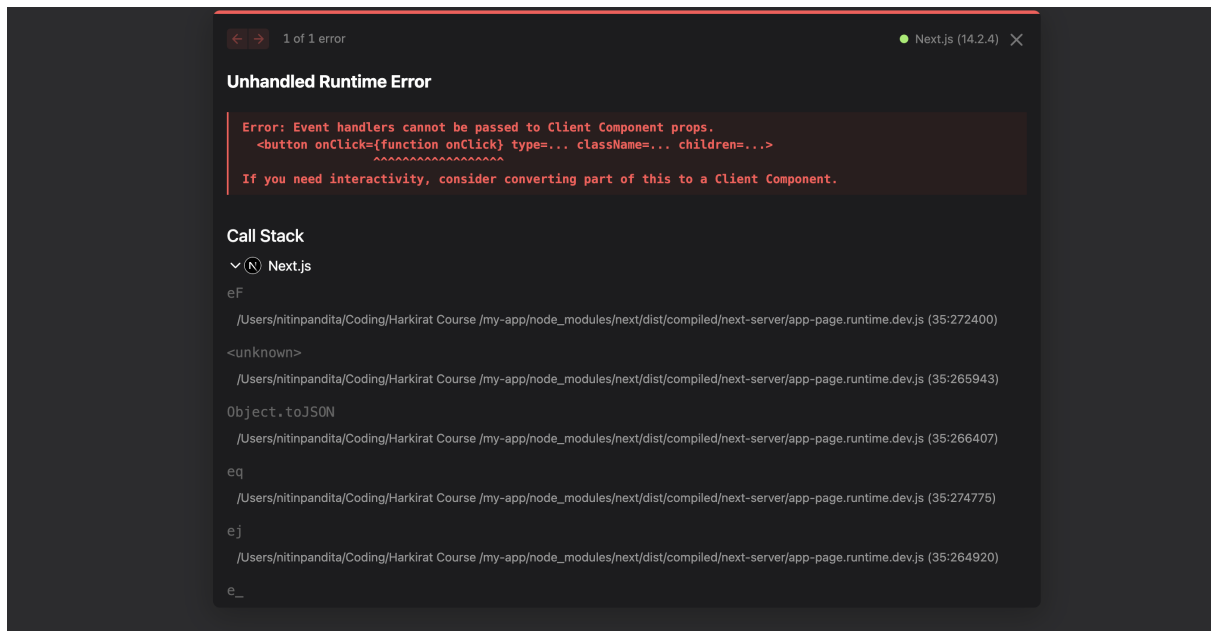 1 of 1 error
Next.js (14.2.4)
Unhandled Runtime Error
Error: Event handlers cannot be passed to Client Component props.
<button onClick={function onClick} type=... className=... children=...>
^^^^^^^^^^^^^^^^^^
If you need interactivity, consider converting part of this to a Client Component.
Call Stack
N Next.js
eF
/Users/nitinpandita/Coding/Harkirat Course /my-app/node_modules/next/dist/compiled/next-server/app-page.runtime.dev.js (35:272400)
<unknown>
/Users/nitinpandita/Coding/Harkirat Course /my-app/node_modules/next/dist/compiled/next-server/app-page.runtime.dev.js (35:265943)
Object.toJSON
/Users/nitinpandita/Coding/Harkirat Course /my-app/node_modules/next/dist/compiled/next-server/app-page.runtime.dev.js (35:266407)
eq
/Users/nitinpandita/Coding/Harkirat Course /my-app/node_modules/next/dist/compiled/next-server/app-page.runtime.dev.js (35:274775)
ej
/Users/nitinpandita/Coding/Harkirat Course /my-app/node_modules/next/dist/compiled/next-server/app-page.runtime.dev.js (35:264920)
e_